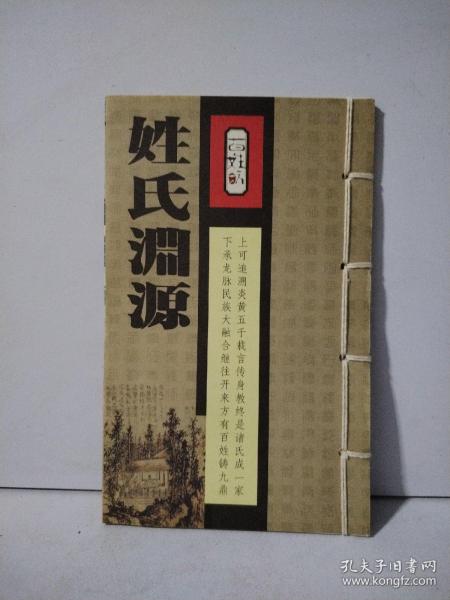 姓氏淵源
百姓
上可追溯炎黄五千载言传身教终是诸氏成一家
下承龙脉民族大融合继往开来方有百姓铸九鼎
孔夫子旧书网
www.kongfz.com